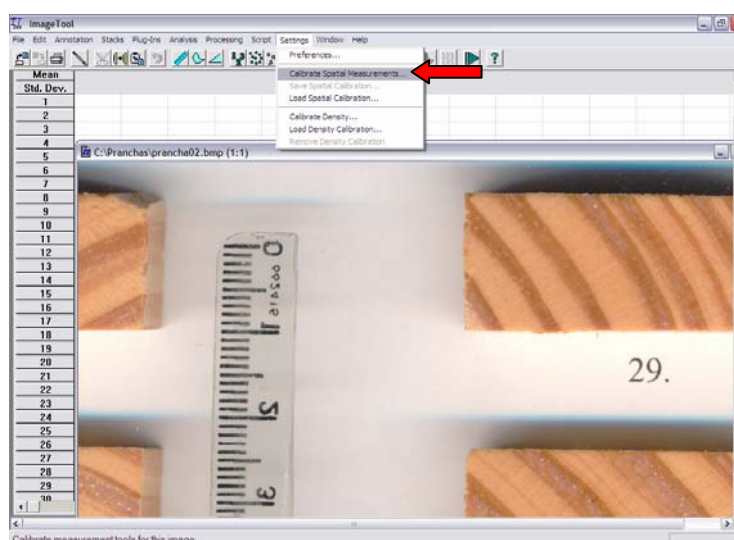 ImageTool
File Edit Annotation Stacks Plug-Ins Analysis Processing Script Settings Window Help
Preferences...
Calibrate Spatial Measurements...
Save Spatial Calibration...
Load Spatial Calibration...
Calibrate Density...
Load Density Calibration...
Remove Density Calibration
?
Mean
Std. Dev.
1
2
3
4
5
6
7
8
9
10
11
12
13
14
15
16
17
18
19
20
21
22
23
24
25
26
27
28
29
30
C:\Pranchas\prancha02.bmp (1:1)
0
1
2
3
29.
Calibrate measurement tools for this image